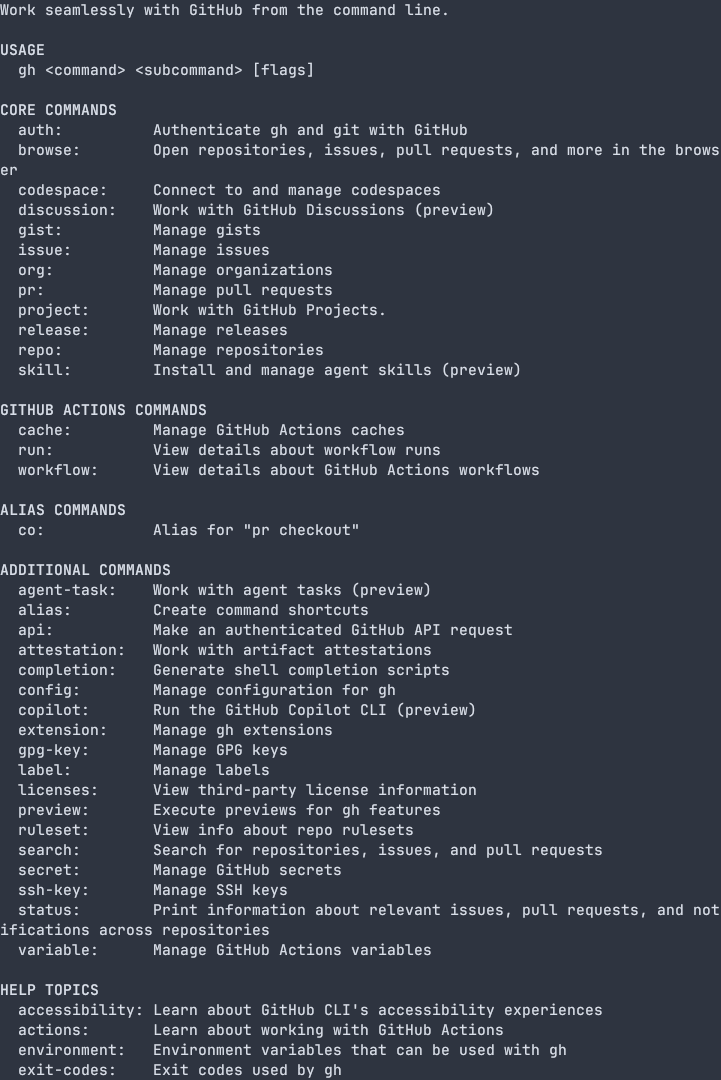 Work seamlessly with GitHub from the command line.

USAGE
  gh <command> <subcommand> [flags]

CORE COMMANDS
  auth:          Authenticate gh and git with GitHub
  browse:        Open repositories, issues, pull requests, and more in the brows
er
  codespace:     Connect to and manage codespaces
  discussion:    Work with GitHub Discussions (preview)
  gist:          Manage gists
  issue:         Manage issues
  org:           Manage organizations
  pr:            Manage pull requests
  project:       Work with GitHub Projects.
  release:       Manage releases
  repo:          Manage repositories
  skill:         Install and manage agent skills (preview)

GITHUB ACTIONS COMMANDS
  cache:         Manage GitHub Actions caches
  run:           View details about workflow runs
  workflow:      View details about GitHub Actions workflows

ALIAS COMMANDS
  co:            Alias for "pr checkout"

ADDITIONAL COMMANDS
  agent-task:    Work with agent tasks (preview)
  alias:         Create command shortcuts
  api:           Make an authenticated GitHub API request
  attestation:   Work with artifact attestations
  completion:    Generate shell completion scripts
  config:        Manage configuration for gh
  copilot:       Run the GitHub Copilot CLI (preview)
  extension:     Manage gh extensions
  gpg-key:       Manage GPG keys
  label:         Manage labels
  licenses:      View third-party license information
  preview:       Execute previews for gh features
  ruleset:       View info about repo rulesets
  search:        Search for repositories, issues, and pull requests
  secret:        Manage GitHub secrets
  ssh-key:       Manage SSH keys
  status:        Print information about relevant issues, pull requests, and not
ifications across repositories
  variable:      Manage GitHub Actions variables

HELP TOPICS
  accessibility: Learn about GitHub CLI's accessibility experiences
  actions:       Learn about working with GitHub Actions
  environment:   Environment variables that can be used with gh
  exit-codes:    Exit codes used by gh